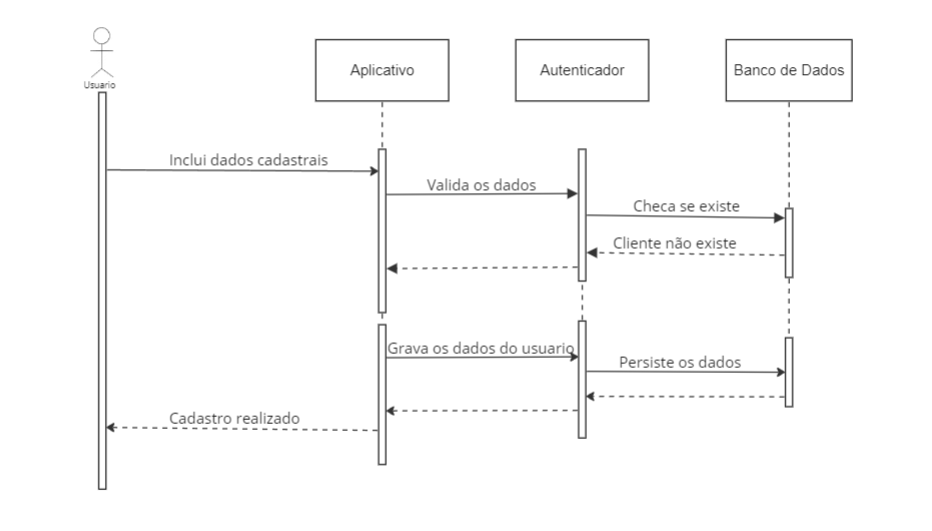 Usuario
Aplicativo
Autenticador
Banco de Dados
Inclui dados cadastrais
Valida os dados
Checa se existe
Cliente não existe
Grava os dados do usuario
Persiste os dados
Cadastro realizado